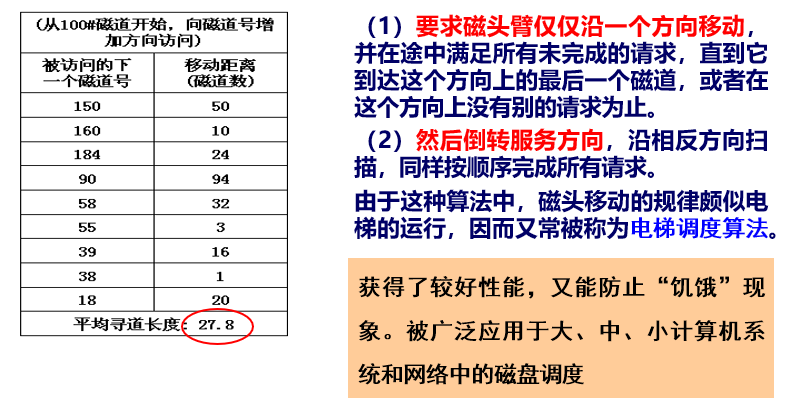 (从100#磁道开始，向磁道号增
加方向访问)
被访问的下
一个磁道号
移动距离
(磁道数)
150 50
160 10
184 24
90 94
58 32
55 3
39 16
38 1
18 20
平均寻道长度: 27.8
（1）要求磁头臂仅仅沿一个方向移动，
并在途中满足所有未完成的请求，直到它
到达这个方向上的最后一个磁道，或者在
这个方向上没有别的请求为止。
（2）然后倒转服务方向，沿相反方向扫
描，同样按顺序完成所有请求。
由于这种算法中，磁头移动的规律颇似电
梯的运行，因而又常被称为电梯调度算法。
获得了较好性能，又能防止“饥饿”现
象。被广泛应用于大、中、小计算机系
统和网络中的磁盘调度